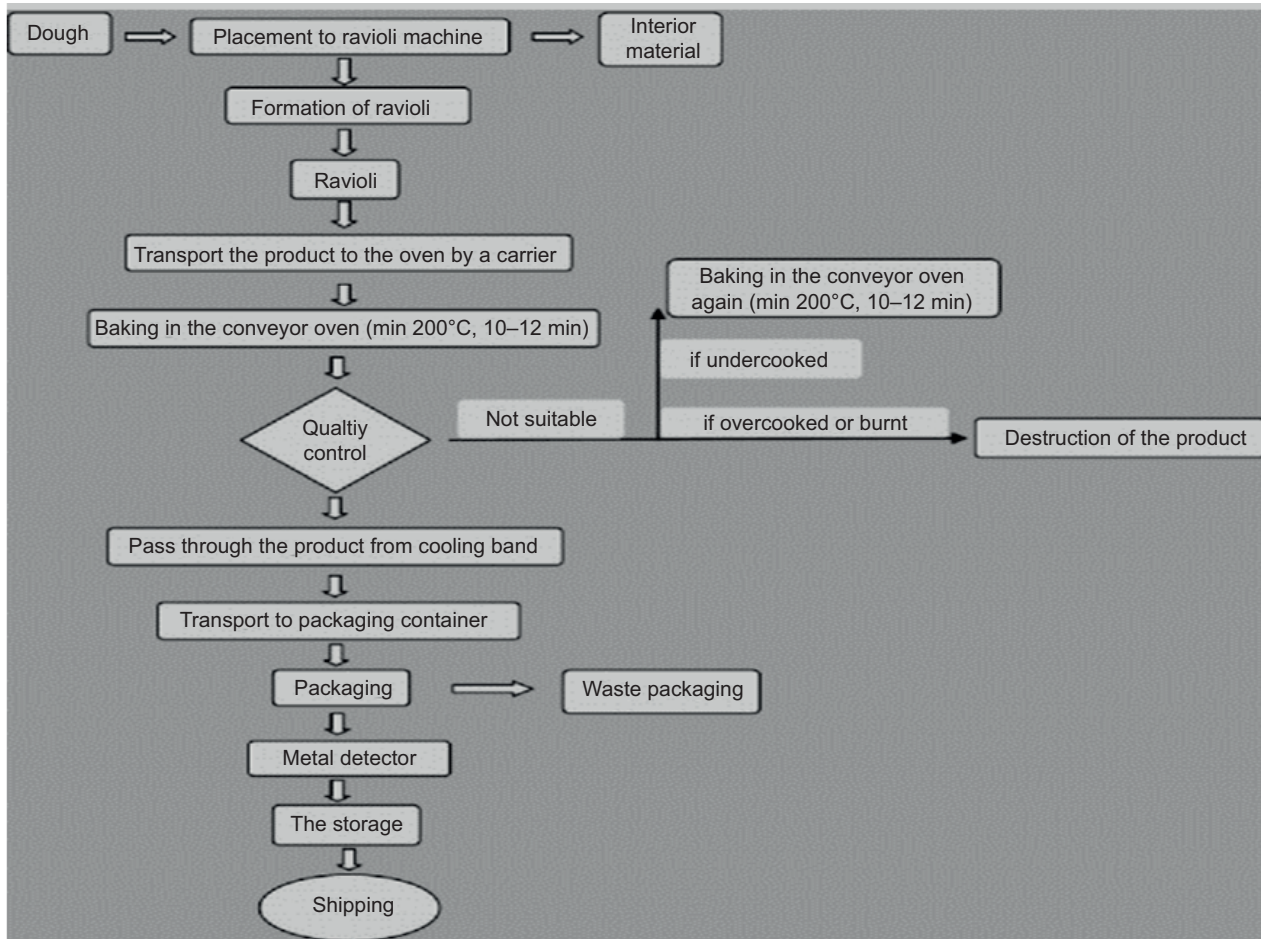 Dough
Placement to ravioli machine
Interior
material
Formation of ravioli
Ravioli
Transport the product to the oven by a carrier
Baking in the conveyor oven
again (min 200°C, 10–12 min)
Baking in the conveyor oven (min 200°C, 10–12 min)
if undercooked
Qualtiy
control
Not suitable
if overcooked or burnt
Destruction of the product
Pass through the product from cooling band
Transport to packaging container
Packaging
Waste packaging
Metal detector
The storage
Shipping